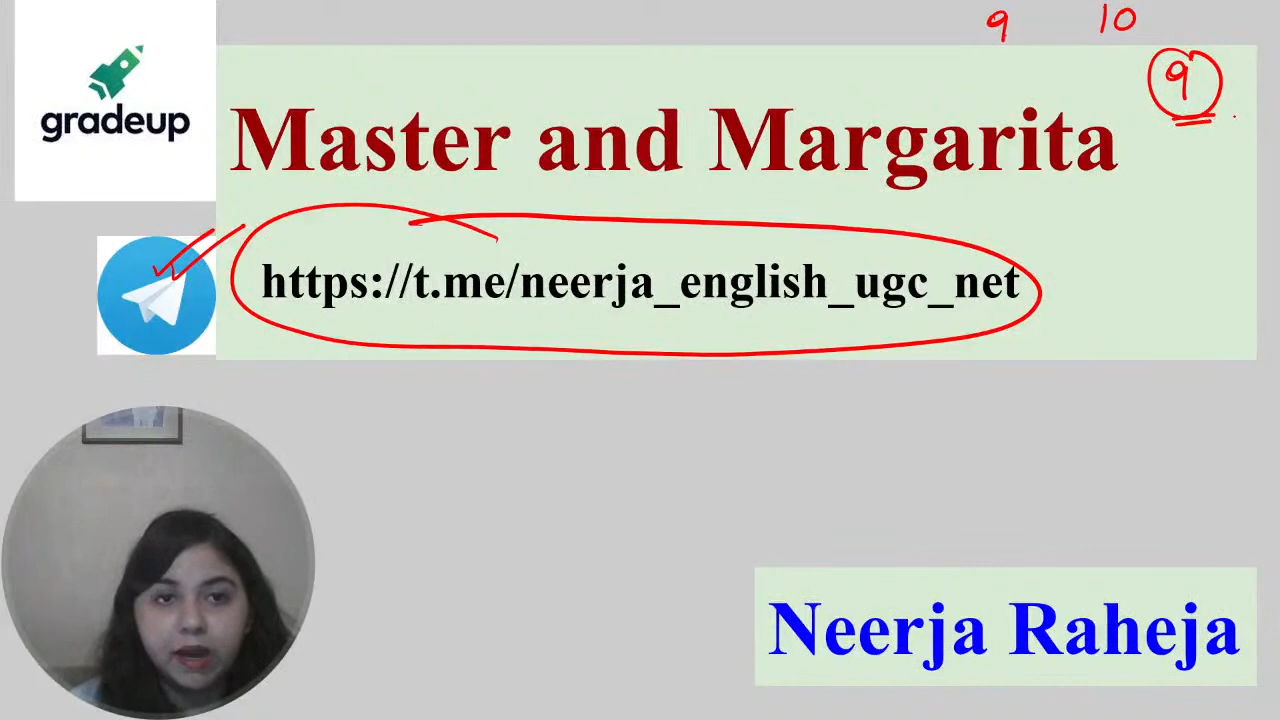 9 10
9
gradeup
Master and Margarita
https://t.me/neerja_english_ugc_net
Neerja Raheja